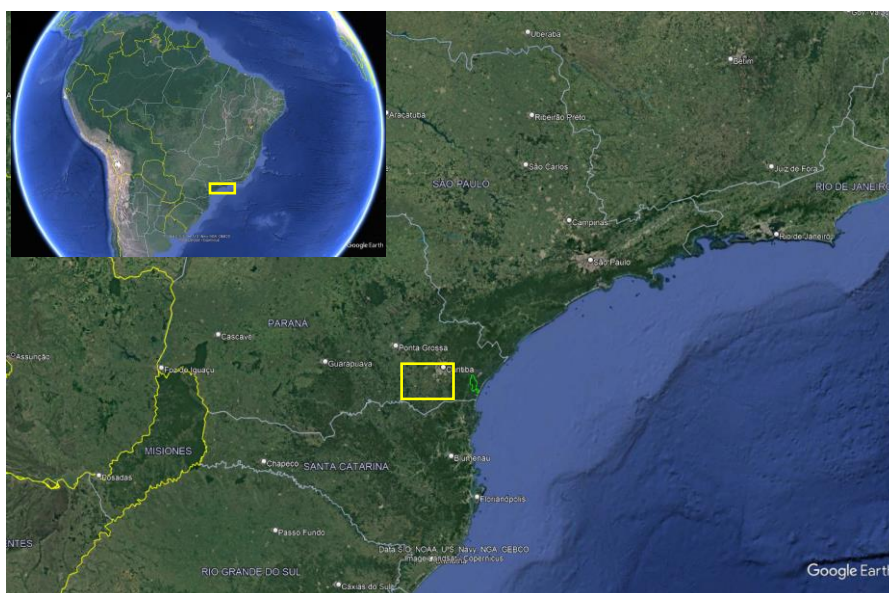 Uberaba
Betim
Araçatuba
Ribeirão Preto
São Carlos
Juiz de Fora
SÃO PAULO
RIO DE JANEIRO
Campinas
Rio de Janeiro
São Paulo
Google Earth
PARANÁ
Cascavel
Ponta Grossa
Assunção
Foz do Iguaçu
Guarapuava
Curitiba
MISIONES
Blumenau
Chapecó
SANTA CATARINA
Posadas
Florianópolis
Passo Fundo
NTES
Data SIO, NOAA, U.S. Navy, NGA, GEBCO
Image Landsat / Copernicus
RIO GRANDE DO SUL
Google Earth
Caxias do Sul